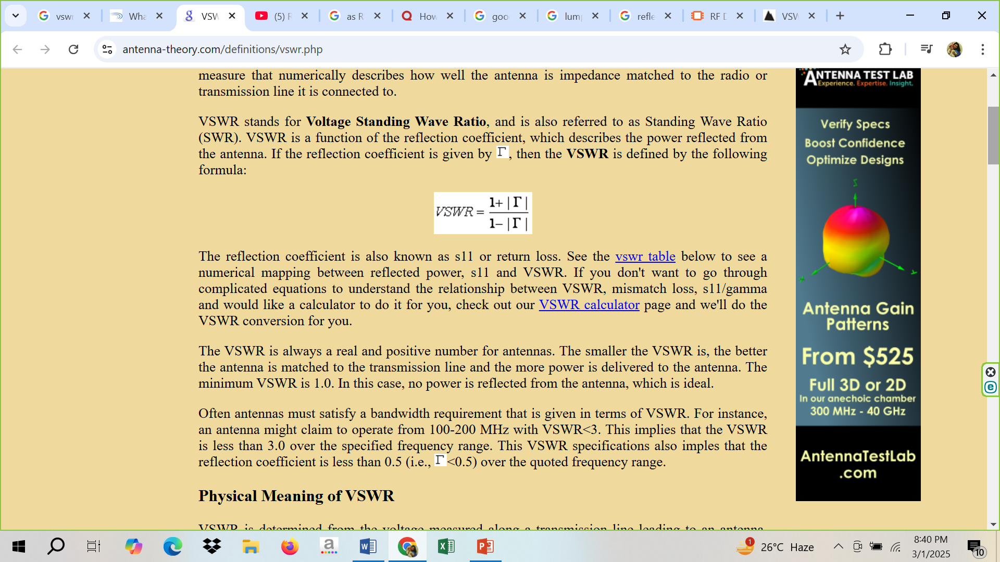 vswr
Wha
VSW
(5) R
as R
How
goo
lum
refle
RF D
VSW
antenna-theory.com/definitions/vswr.php
measure that numerically describes how well the antenna is impedance matched to the radio or
transmission line it is connected to.
VSWR stands for Voltage Standing Wave Ratio, and is also referred to as Standing Wave Ratio
(SWR). VSWR is a function of the reflection coefficient, which describes the power reflected from
the antenna. If the reflection coefficient is given by Γ, then the VSWR is defined by the following
formula:
VSWR = 1+|Γ| / 1−|Γ|
The reflection coefficient is also known as s11 or return loss. See the vswr table below to see a
numerical mapping between reflected power, s11 and VSWR. If you don't want to go through
complicated equations to understand the relationship between VSWR, mismatch loss, s11/gamma
and would like a calculator to do it for you, check out our VSWR calculator page and we'll do the
VSWR conversion for you.
The VSWR is always a real and positive number for antennas. The smaller the VSWR is, the better
the antenna is matched to the transmission line and the more power is delivered to the antenna. The
minimum VSWR is 1.0. In this case, no power is reflected from the antenna, which is ideal.
Often antennas must satisfy a bandwidth requirement that is given in terms of VSWR. For instance,
an antenna might claim to operate from 100-200 MHz with VSWR<3. This implies that the VSWR
is less than 3.0 over the specified frequency range. This VSWR specifications also imples that the
reflection coefficient is less than 0.5 (i.e., Γ<0.5) over the quoted frequency range.
Physical Meaning of VSWR
VSWR is determined from the voltage measured along a transmission line leading to an antenna.
ANTENNA TEST LAB
Experience. Expertise. Insight.
Verify Specs
Boost Confidence
Optimize Designs
Z
X
Y
Antenna Gain
Patterns
From $525
Full 3D or 2D
In our anechoic chamber
300 MHz - 40 GHz
AntennaTestLab
.com
1
26°C Haze
8:40 PM
3/1/2025
10